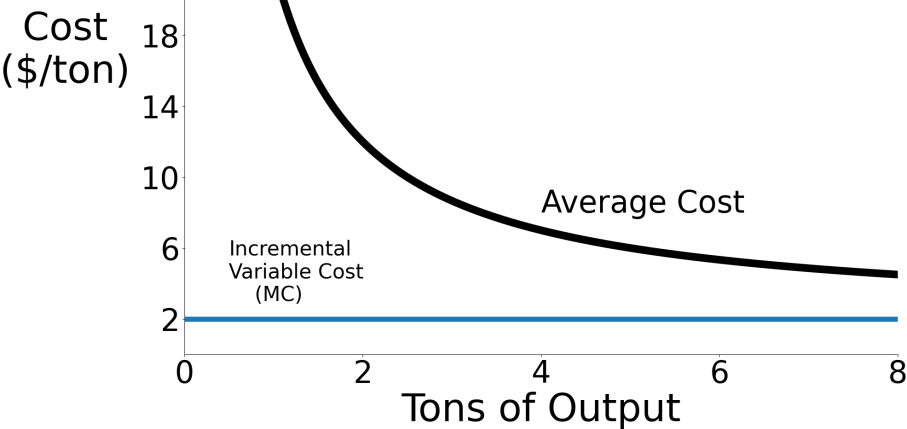 Cost
($/ton)
18
14
10
6
2
Average Cost
Incremental
Variable Cost
(MC)
0 2 4 6 8
Tons of Output